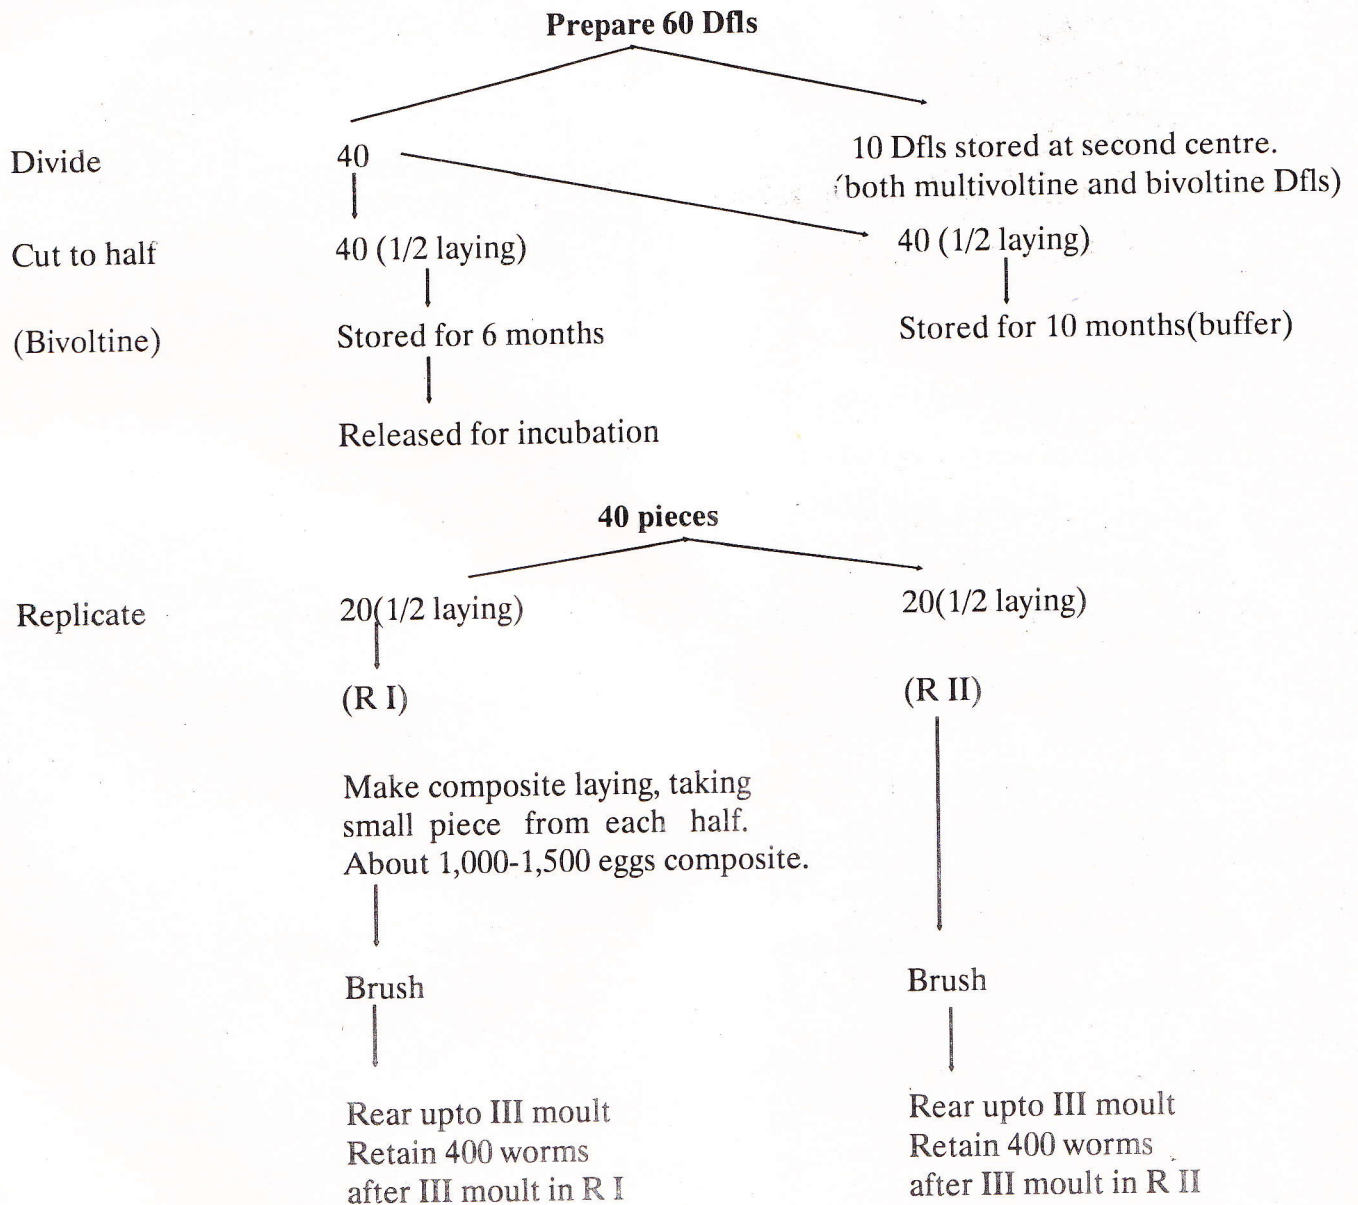 Prepare 60 Dfls
Divide
40
10 Dfls stored at second centre.
(both multivoltine and bivoltine Dfls)
Cut to half
40 (1/2 laying)
40 (1/2 laying)
(Bivoltine)
Stored for 6 months
Stored for 10 months(buffer)
Released for incubation
40 pieces
Replicate
20(1/2 laying)
20(1/2 laying)
(R I)
(R II)
Make composite laying, taking
small piece from each half.
About 1,000-1,500 eggs composite.
Brush
Brush
Rear upto III moult
Retain 400 worms
after III moult in R I
Rear upto III moult
Retain 400 worms
after III moult in R II